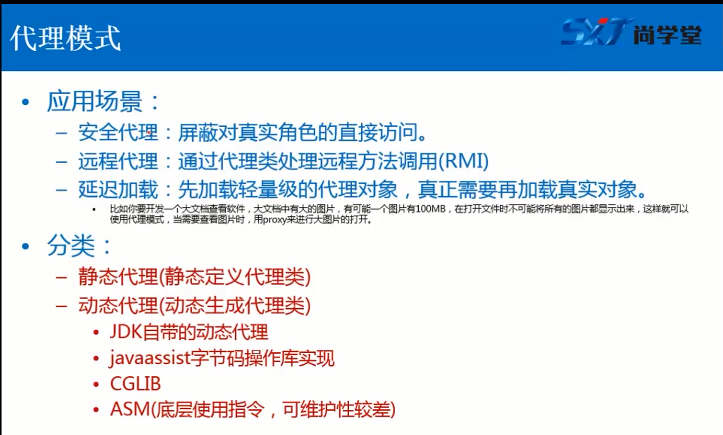 代理模式
SXT 尚学堂
• 应用场景：
– 安全代理：屏蔽对真实角色的直接访问。
– 远程代理：通过代理类处理远程方法调用(RMI)
– 延迟加载：先加载轻量级的代理对象，真正需要再加载真实对象。
• 比如你要开发一个大文档查看软件，大文档中有大的图片，有可能一个图片有100MB，在打开文件时不可能将所有的图片都显示出来，这样就可以
使用代理模式，当需要查看图片时，用proxy来进行大图片的打开。
• 分类：
– 静态代理(静态定义代理类)
– 动态代理(动态生成代理类)
• JDK自带的动态代理
• javaassist字节码操作库实现
• CGLIB
• ASM(底层使用指令，可维护性较差)